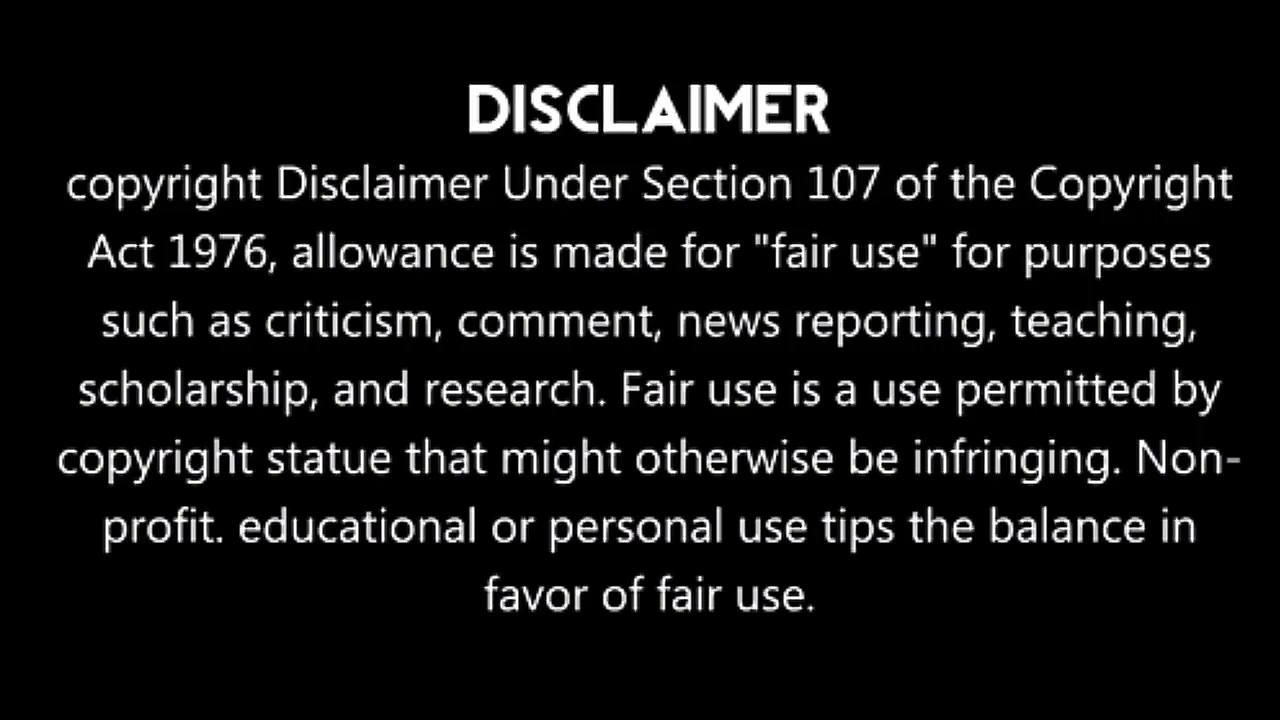 DISCLAIMER
copyright Disclaimer Under Section 107 of the Copyright
Act 1976, allowance is made for "fair use" for purposes
such as criticism, comment, news reporting, teaching,
scholarship, and research. Fair use is a use permitted by
copyright statue that might otherwise be infringing. Non-
profit. educational or personal use tips the balance in
favor of fair use.